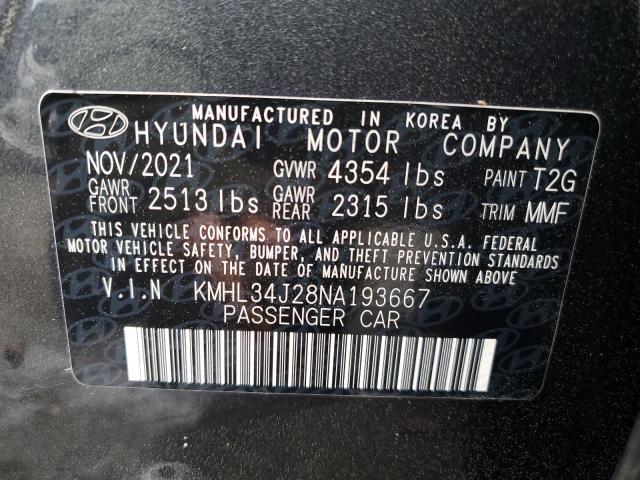 MANUFACTURED IN KOREA BY
HYUNDAI MOTOR COMPANY
NOV/2021 GVWR 4354 lbs PAINT T2G
GAWR FRONT 2513 lbs GAWR REAR 2315 lbs TRIM MMF
THIS VEHICLE CONFORMS TO ALL APPLICABLE U.S.A. FEDERAL
MOTOR VEHICLE SAFETY, BUMPER, AND THEFT PREVENTION STANDARDS
IN EFFECT ON THE DATE OF MANUFACTURE SHOWN ABOVE.
V.I.N KMHL34J28NA193667
PASSENGER CAR